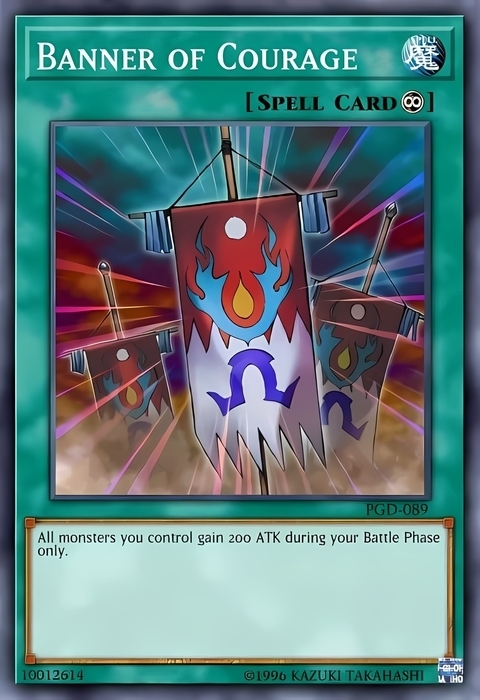 Banner of Courage
魔
[Spell Card]
PGD-089
All monsters you control gain 200 ATK during your Battle Phase
only.
10012614
©1996 KAZUKI TAKAHASHI